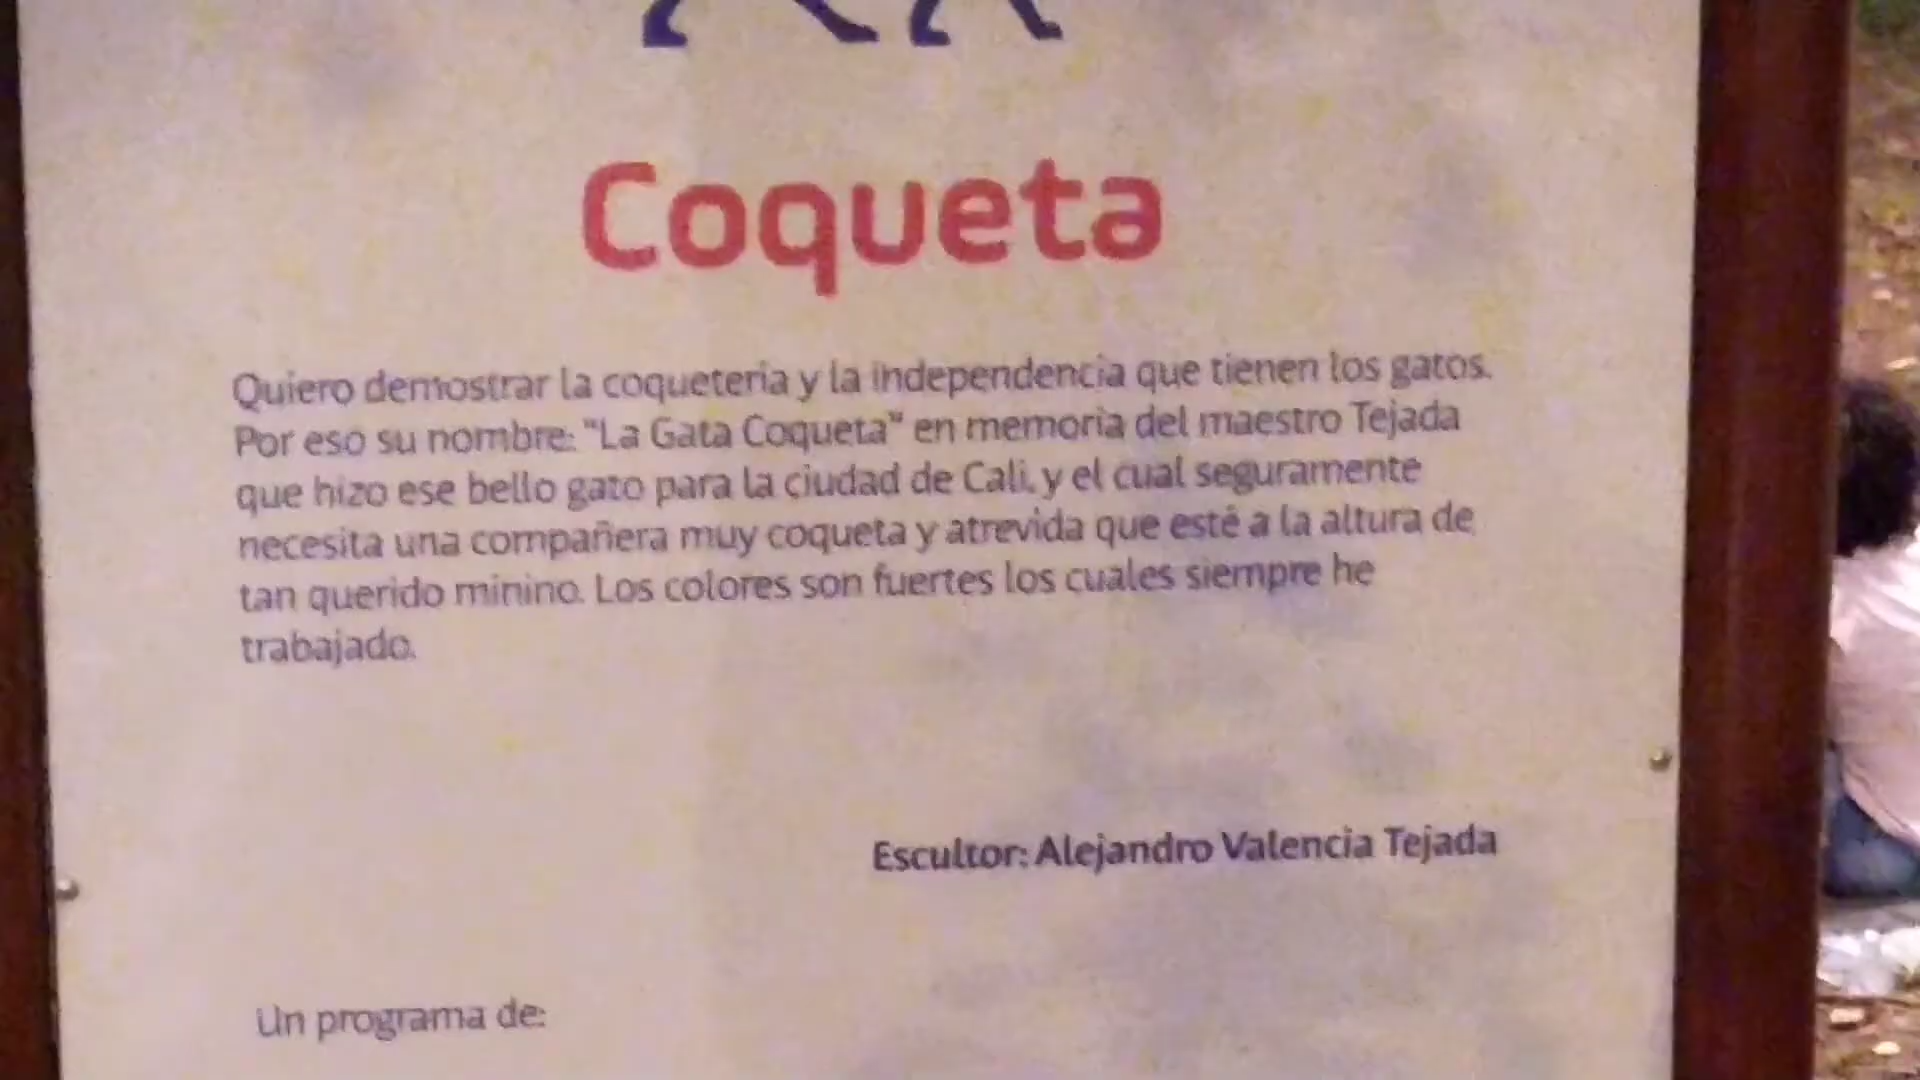 Coqueta
Quiero demostrar la coqueteria y la independencia que tienen los gatos.
Por eso su nombre: "La Gata Coqueta" en memoria del maestro Tejada
que hizo ese bello gato para la ciudad de Cali, y el cual seguramente
necesita una compañera muy coqueta y atrevida que esté a la altura de
tan querido minino. Los colores son fuertes los cuales siempre he
trabajado.
Escultor: Alejandro Valencia Tejada
Un programa de: